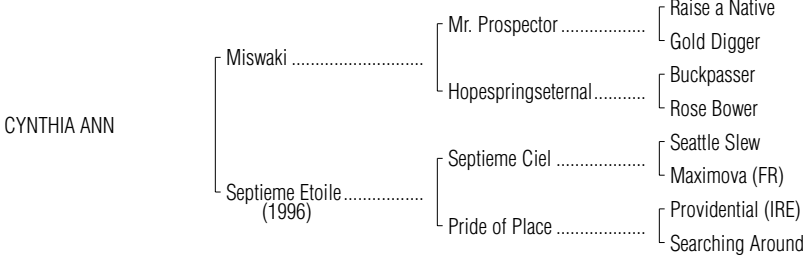 Raise a Native
Mr. Prospector ..................
Gold Digger
Miswaki ............................
Buckpasser
Hopespringseternal...........
Rose Bower
CYNTHIA ANN
Seattle Slew
Septieme Ciel ...................
Maximova (FR)
Septieme Etoile.................
(1996)
Providential (IRE)
Pride of Place ...................
Searching Around